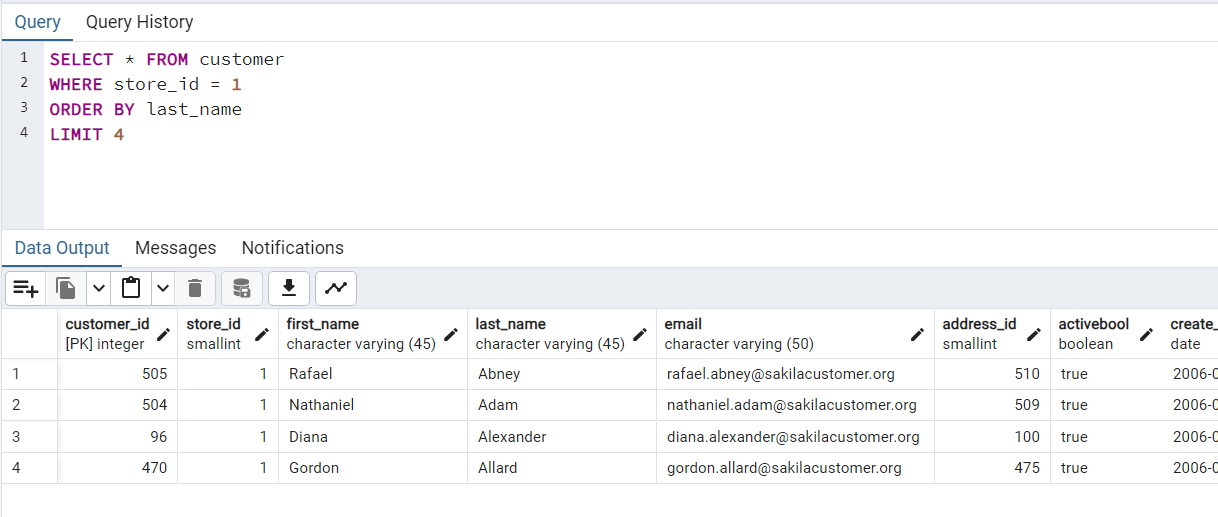 Query Query History
1 SELECT * FROM customer
2 WHERE store_id = 1
3 ORDER BY last_name
4 LIMIT 4
Data Output Messages Notifications
customer_id store_id first_name last_name email address_id activebool create_
[PK] integer smallint character varying (45) character varying (45) character varying (50) smallint boolean date
1 505 1 Rafael Abney rafael.abney@sakilacustomer.org 510 true 2006-0
2 504 1 Nathaniel Adam nathaniel.adam@sakilacustomer.org 509 true 2006-0
3 96 1 Diana Alexander diana.alexander@sakilacustomer.org 100 true 2006-0
4 470 1 Gordon Allard gordon.allard@sakilacustomer.org 475 true 2006-0